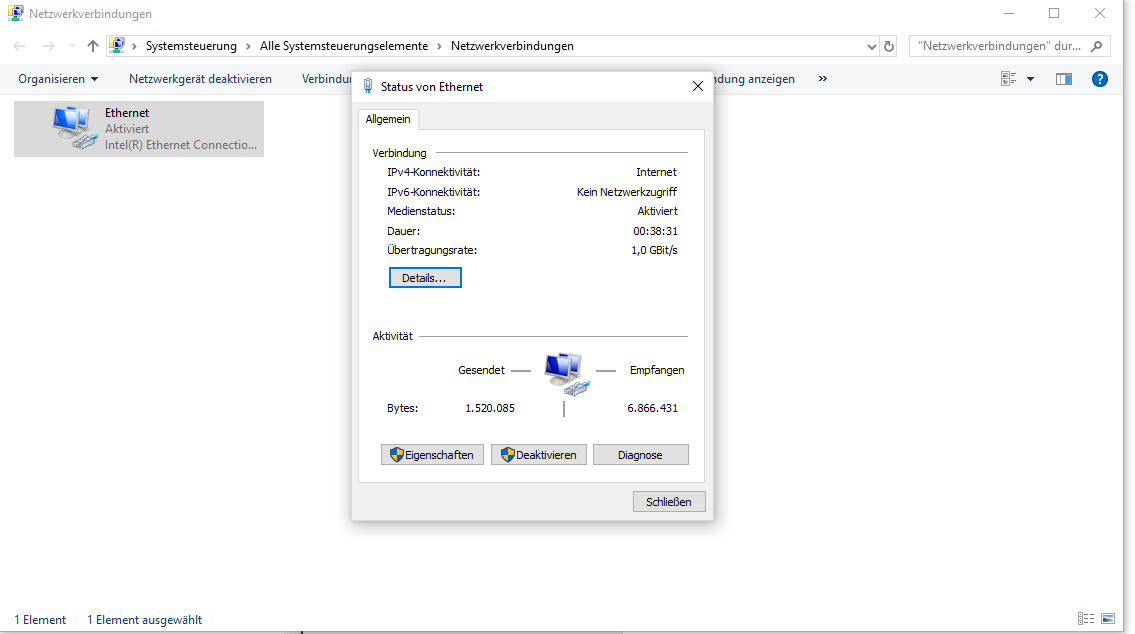 Netzwerkverbindungen
Systemsteuerung › Alle Systemsteuerungselemente › Netzwerkverbindungen
"Netzwerkverbindungen" dur...
Organisieren Netzwerkgerät deaktivieren Verbindu ndung anzeigen »
Ethernet
Aktiviert
Intel(R) Ethernet Connectio...
Status von Ethernet
Allgemein
Verbindung
IPv4-Konnektivität: Internet
IPv6-Konnektivität: Kein Netzwerkzugriff
Medienstatus: Aktiviert
Dauer: 00:38:31
Übertragungsrate: 1,0 GBit/s
Details...
Aktivität
Gesendet Empfangen
Bytes: 1.520.085 6.866.431
Eigenschaften Deaktivieren Diagnose
Schließen
1 Element 1 Element ausgewählt